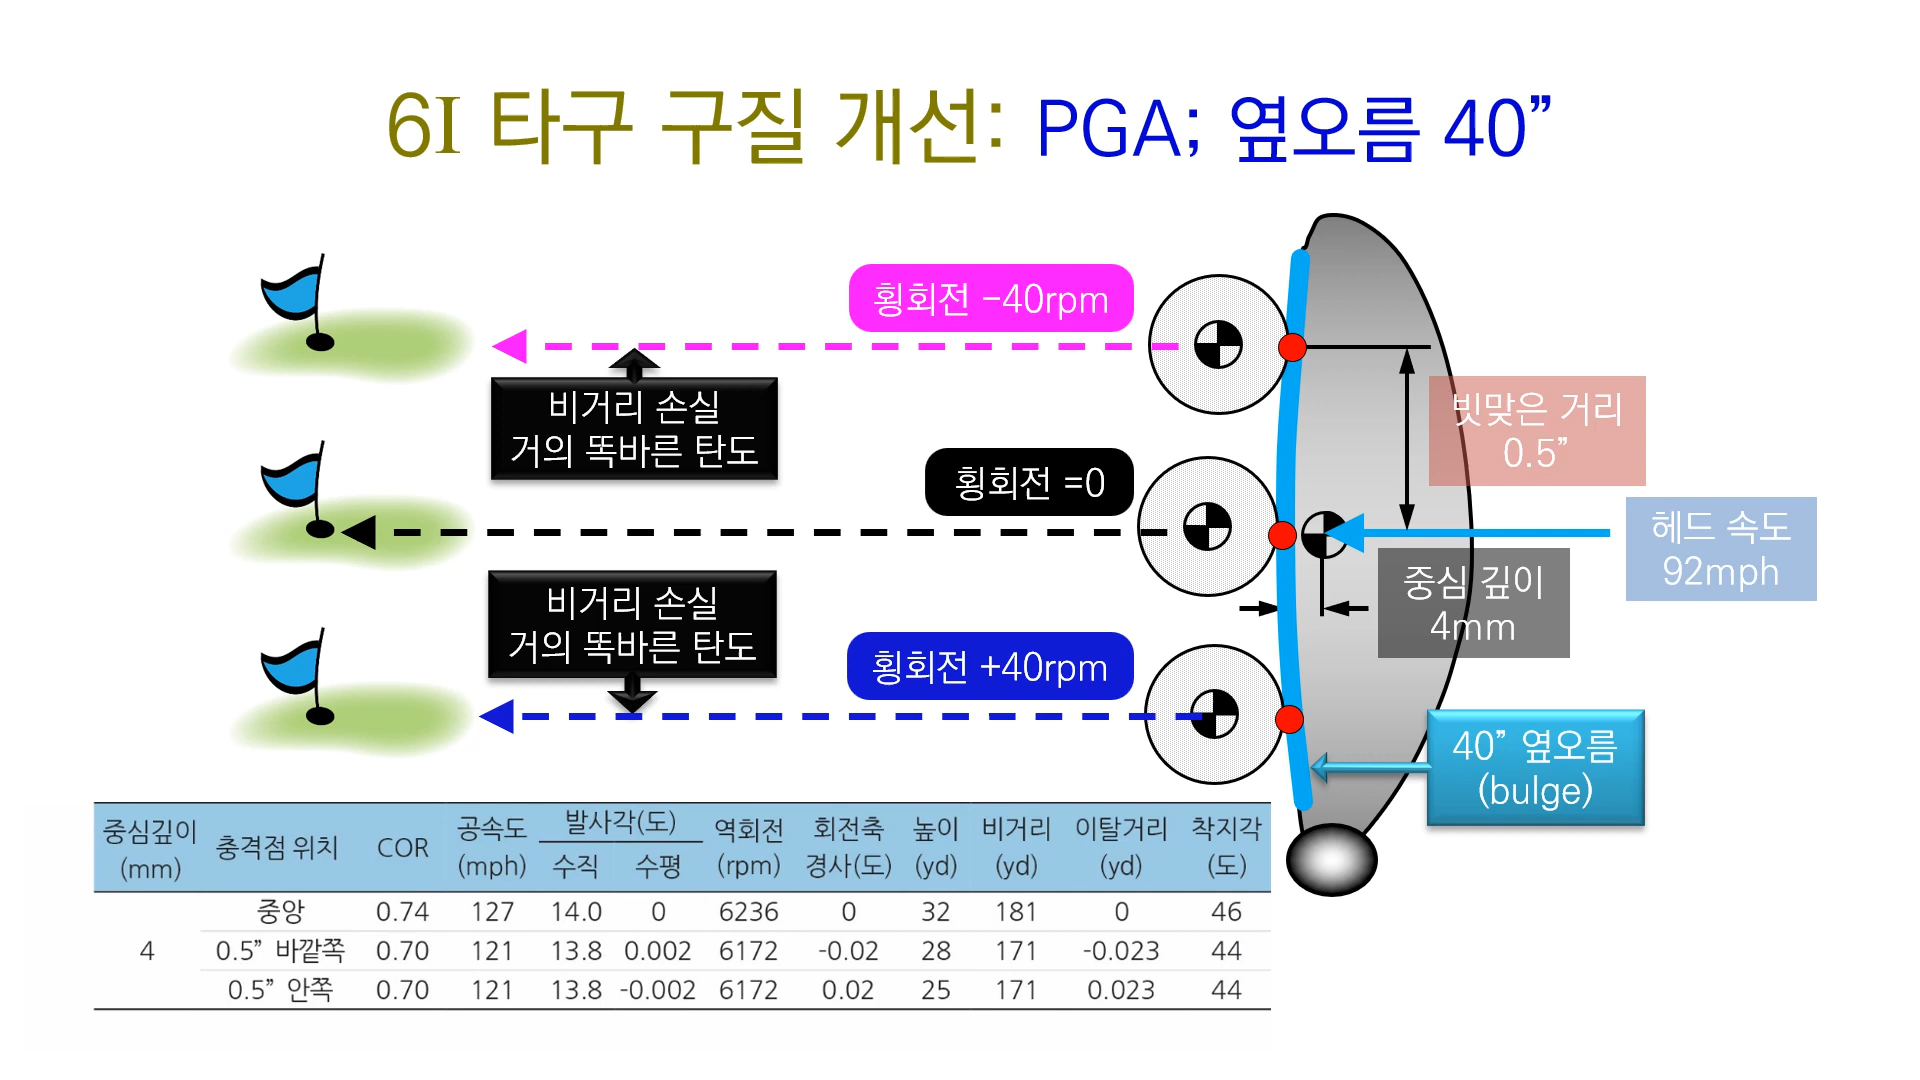 6I 타구 구질 개선: PGA; 옆오름 40”
횡회전 -40rpm
비거리 손실
거의 똑바른 탄도
빗맞은 거리
0.5”
횡회전 =0
헤드 속도
92mph
중심 깊이
4mm
비거리 손실
거의 똑바른 탄도
횡회전 +40rpm
40” 옆오름
(bulge)
중심깊이 (mm) 충격점 위치 COR 공속도 (mph) 발사각(도) 수직 수평 역회전 (rpm) 회전축 경사(도) 높이 (yd) 비거리 (yd) 이탈거리 (yd) 착지각 (도)
4 중앙 0.74 127 14.0 0 6236 0 32 181 0 46
0.5” 바깥쪽 0.70 121 13.8 0.002 6172 -0.02 28 171 -0.023 44
0.5” 안쪽 0.70 121 13.8 -0.002 6172 0.02 25 171 0.023 44